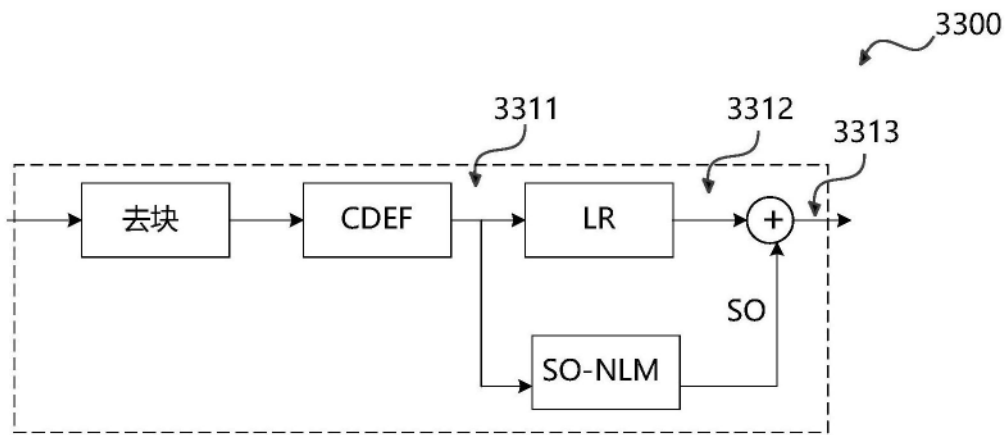 3300
3311
3312
3313
去块
CDEF
LR
+
SO
SO-NLM